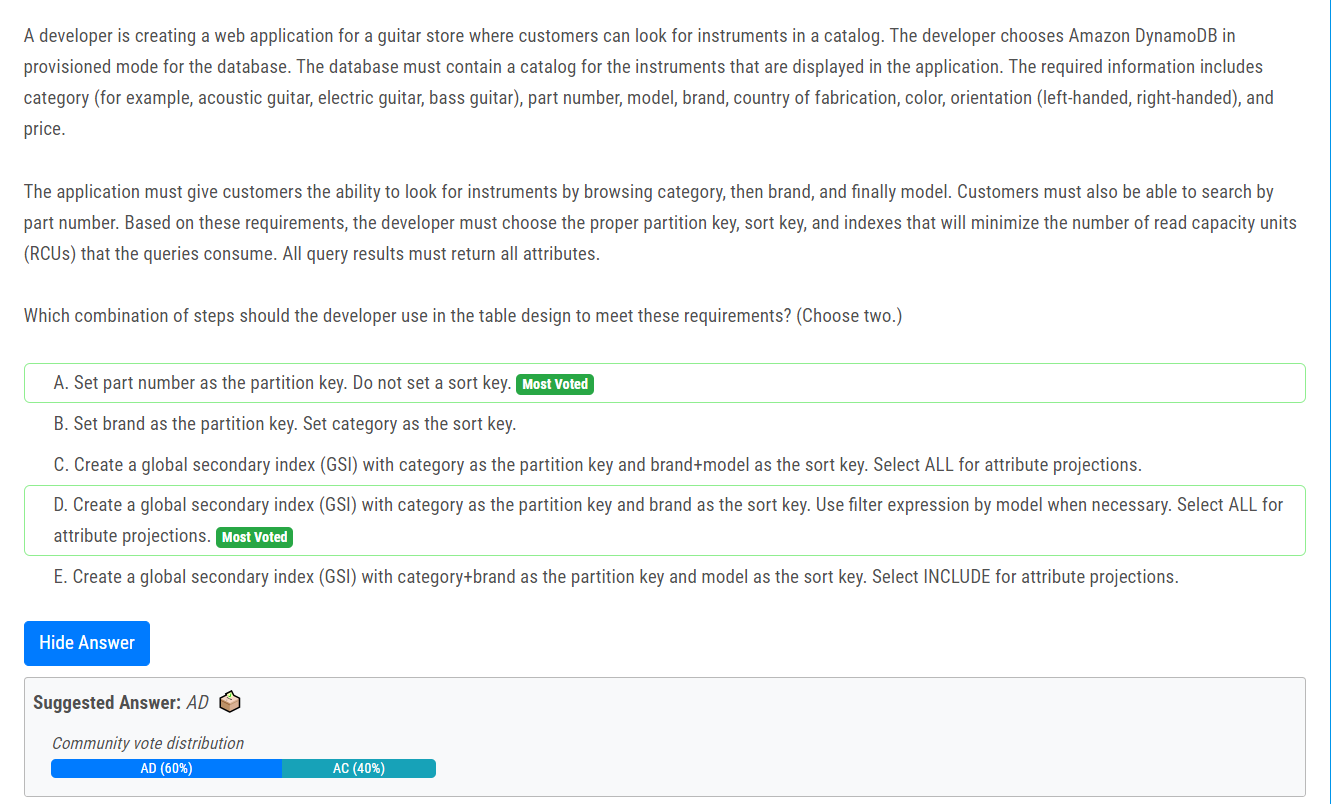 A developer is creating a web application for a guitar store where customers can look for instruments in a catalog. The developer chooses Amazon DynamoDB in
provisioned mode for the database. The database must contain a catalog for the instruments that are displayed in the application. The required information includes
category (for example, acoustic guitar, electric guitar, bass guitar), part number, model, brand, country of fabrication, color, orientation (left-handed, right-handed), and
price.
The application must give customers the ability to look for instruments by browsing category, then brand, and finally model. Customers must also be able to search by
part number. Based on these requirements, the developer must choose the proper partition key, sort key, and indexes that will minimize the number of read capacity units
(RCUs) that the queries consume. All query results must return all attributes.
Which combination of steps should the developer use in the table design to meet these requirements? (Choose two.)
A. Set part number as the partition key. Do not set a sort key. Most Voted
B. Set brand as the partition key. Set category as the sort key.
C. Create a global secondary index (GSI) with category as the partition key and brand+model as the sort key. Select ALL for attribute projections.
D. Create a global secondary index (GSI) with category as the partition key and brand as the sort key. Use filter expression by model when necessary. Select ALL for
attribute projections. Most Voted
E. Create a global secondary index (GSI) with category+brand as the partition key and model as the sort key. Select INCLUDE for attribute projections.
Hide Answer
Suggested Answer: AD
Community vote distribution
AD (60%) AC (40%)